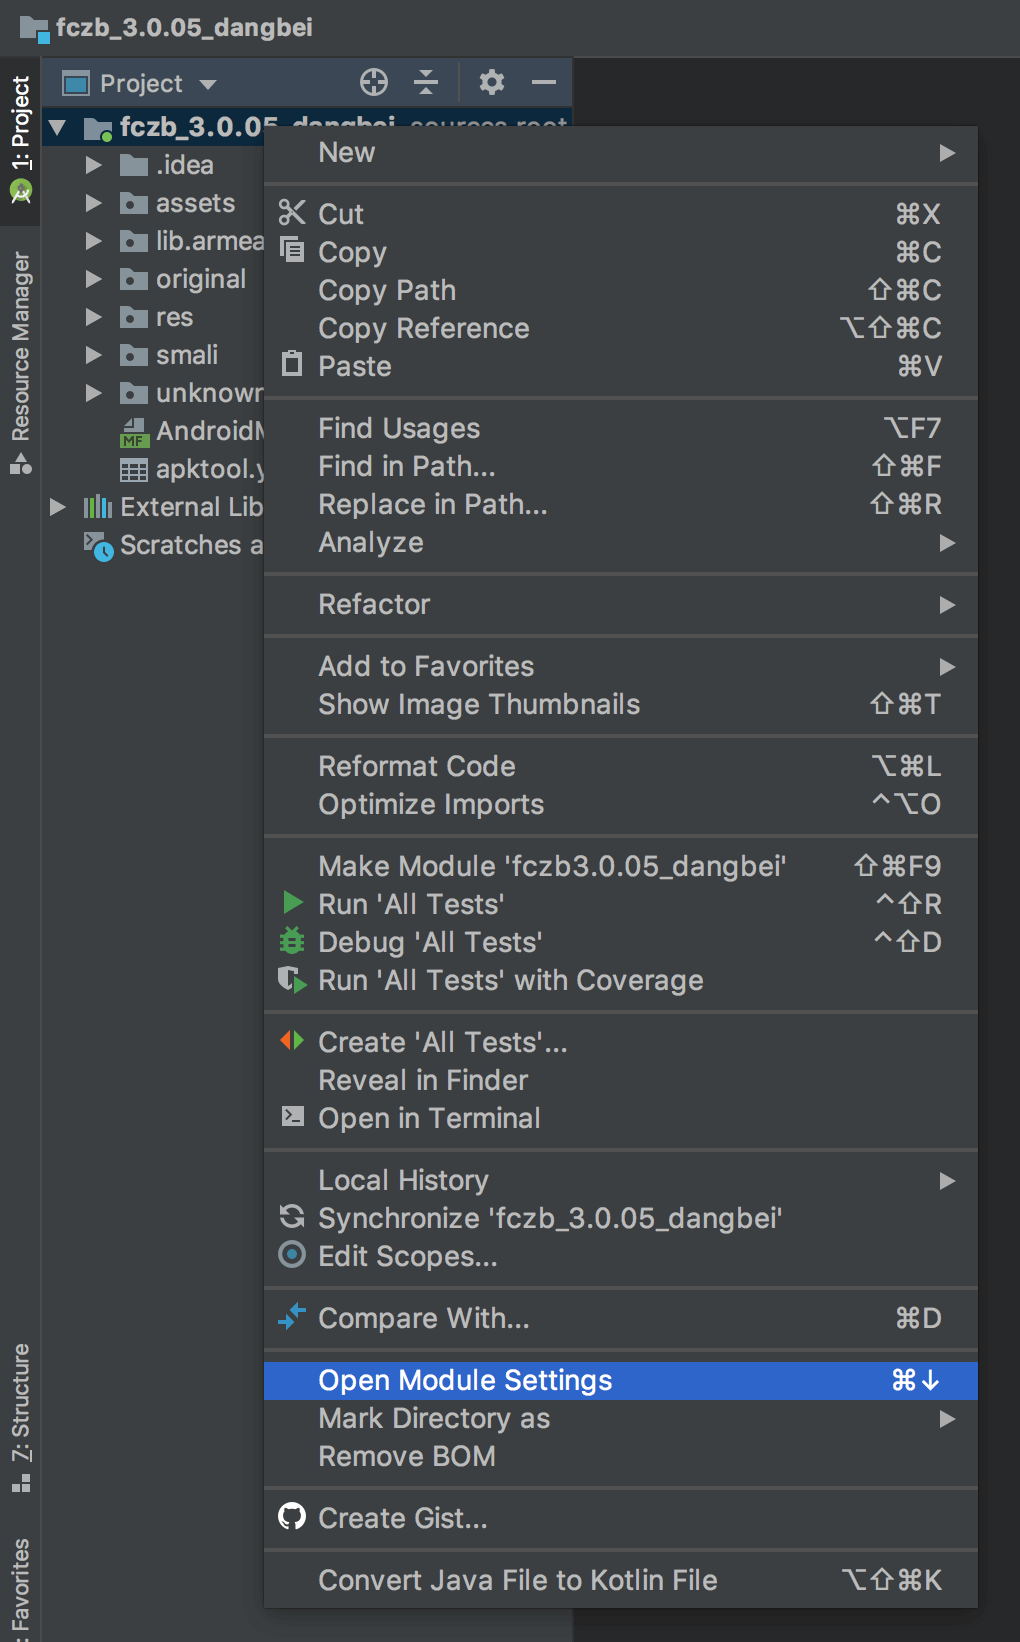 fczb_3.0.05_dangbei
Project
fczb_3.0.05_dangbei sources root
.idea
assets
lib.armea
original
res
smali
unknown
AndroidM
apktool.y
External Lib
Scratches a
1: Project
Resource Manager
7: Structure
: Favorites
New
Cut ⌘X
Copy ⌘C
Copy Path ⇧⌘C
Copy Reference ⌥⇧⌘C
Paste ⌘V
Find Usages ⌥F7
Find in Path... ⇧⌘F
Replace in Path... ⇧⌘R
Analyze
Refactor
Add to Favorites
Show Image Thumbnails ⇧⌘T
Reformat Code ⌥⌘L
Optimize Imports ^⌥O
Make Module 'fczb3.0.05_dangbei' ⇧⌘F9
Run 'All Tests' ^⇧R
Debug 'All Tests' ^⇧D
Run 'All Tests' with Coverage
Create 'All Tests'...
Reveal in Finder
Open in Terminal
Local History
Synchronize 'fczb_3.0.05_dangbei'
Edit Scopes...
Compare With... ⌘D
Open Module Settings ⌘↓
Mark Directory as
Remove BOM
Create Gist...
Convert Java File to Kotlin File ⌥⇧⌘K